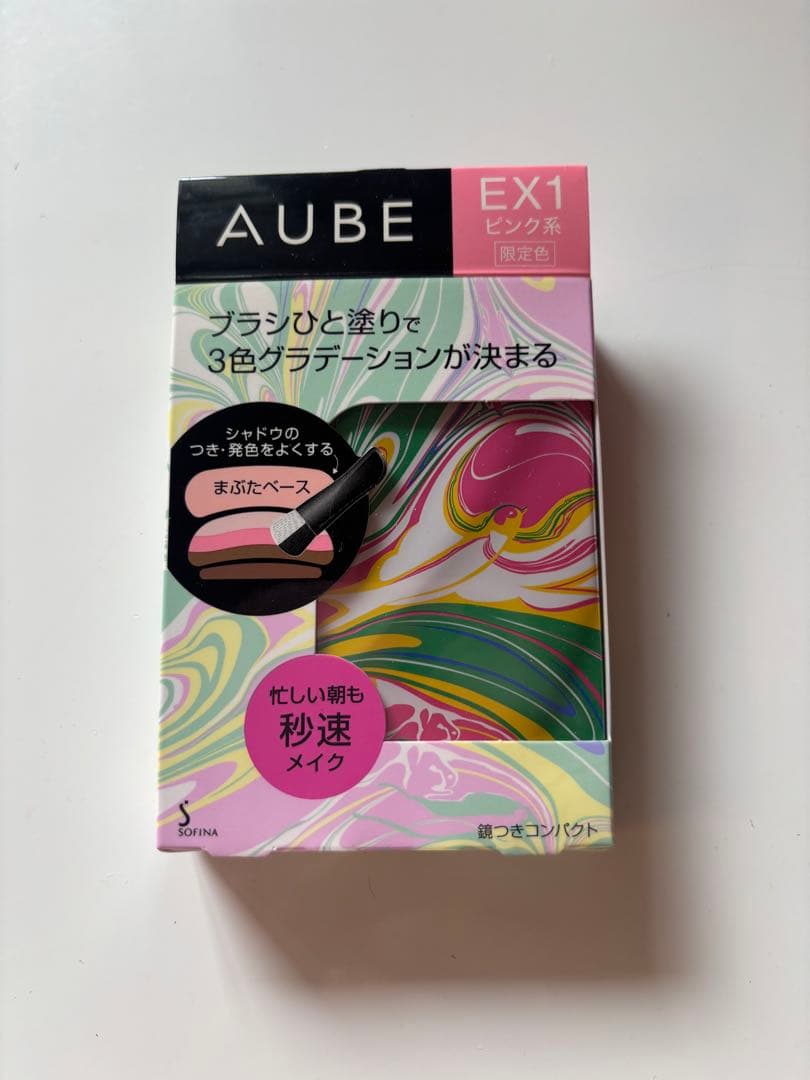 AUBE
EX1
ピンク系
限定色
ブラシひと塗りで
3色グラデーションが決まる
シャドウの
つき・発色をよくする
まぶたベース
忙しい朝も
秒速
メイク
SOFINA
鏡つきコンパクト